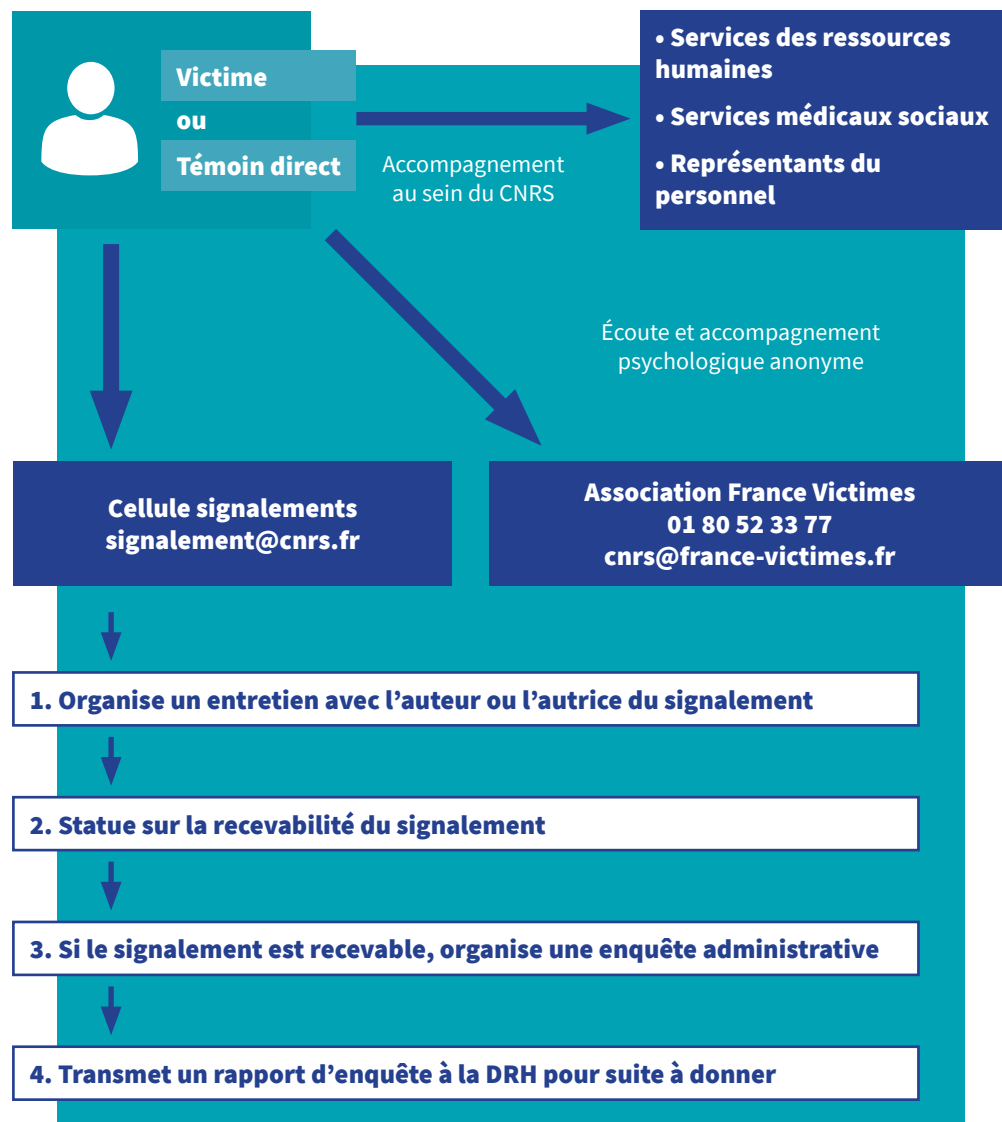 Victime
ou
Témoin direct
Accompagnement
au sein du CNRS
• Services des ressources
humaines
• Services médicaux sociaux
• Représentants du
personnel
Écoute et accompagnement
psychologique anonyme
Cellule signalements
signalement@cnrs.fr
Association France Victimes
01 80 52 33 77
cnrs@france-victimes.fr
1. Organise un entretien avec l’auteur ou l’autrice du signalement
2. Statue sur la recevabilité du signalement
3. Si le signalement est recevable, organise une enquête administrative
4. Transmet un rapport d’enquête à la DRH pour suite à donner